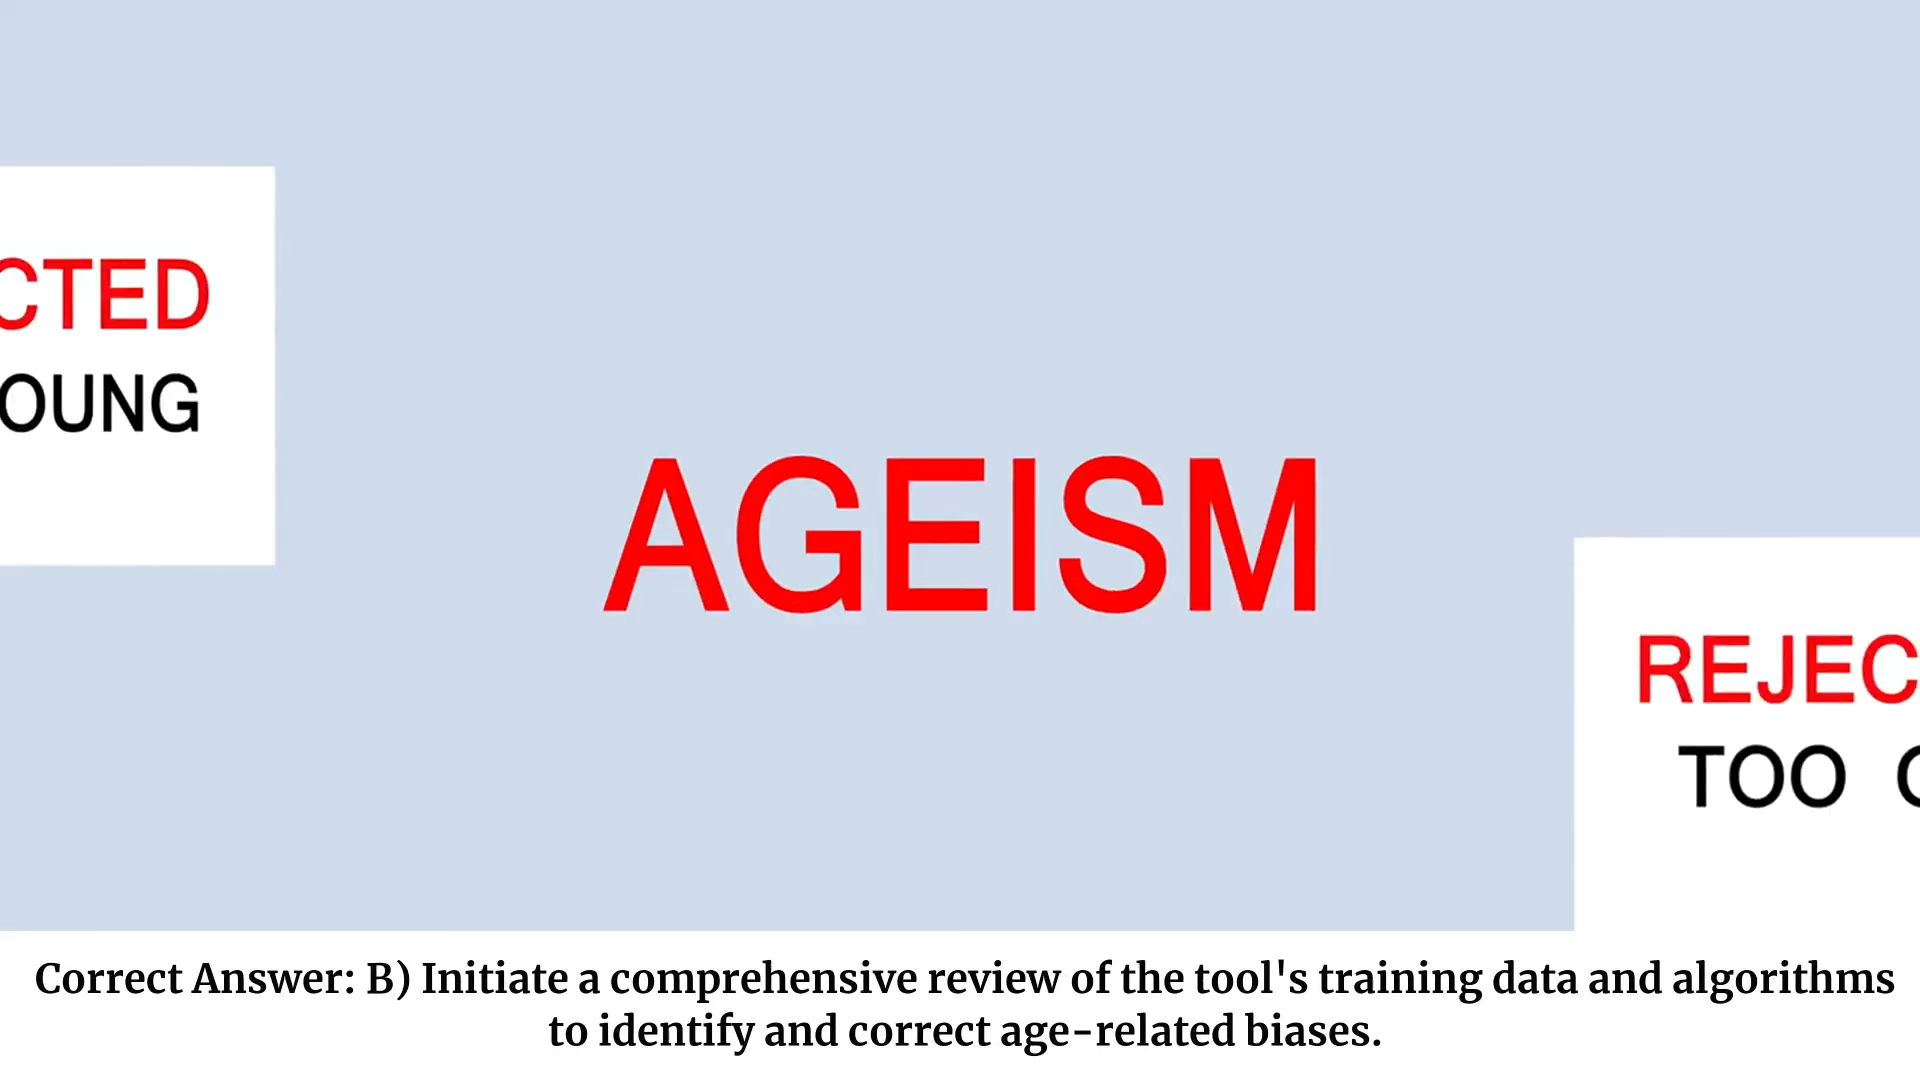 CTED
OUNG
AGEISM
REJEC
TOO
Correct Answer: B) Initiate a comprehensive review of the tool's training data and algorithms
to identify and correct age-related biases.